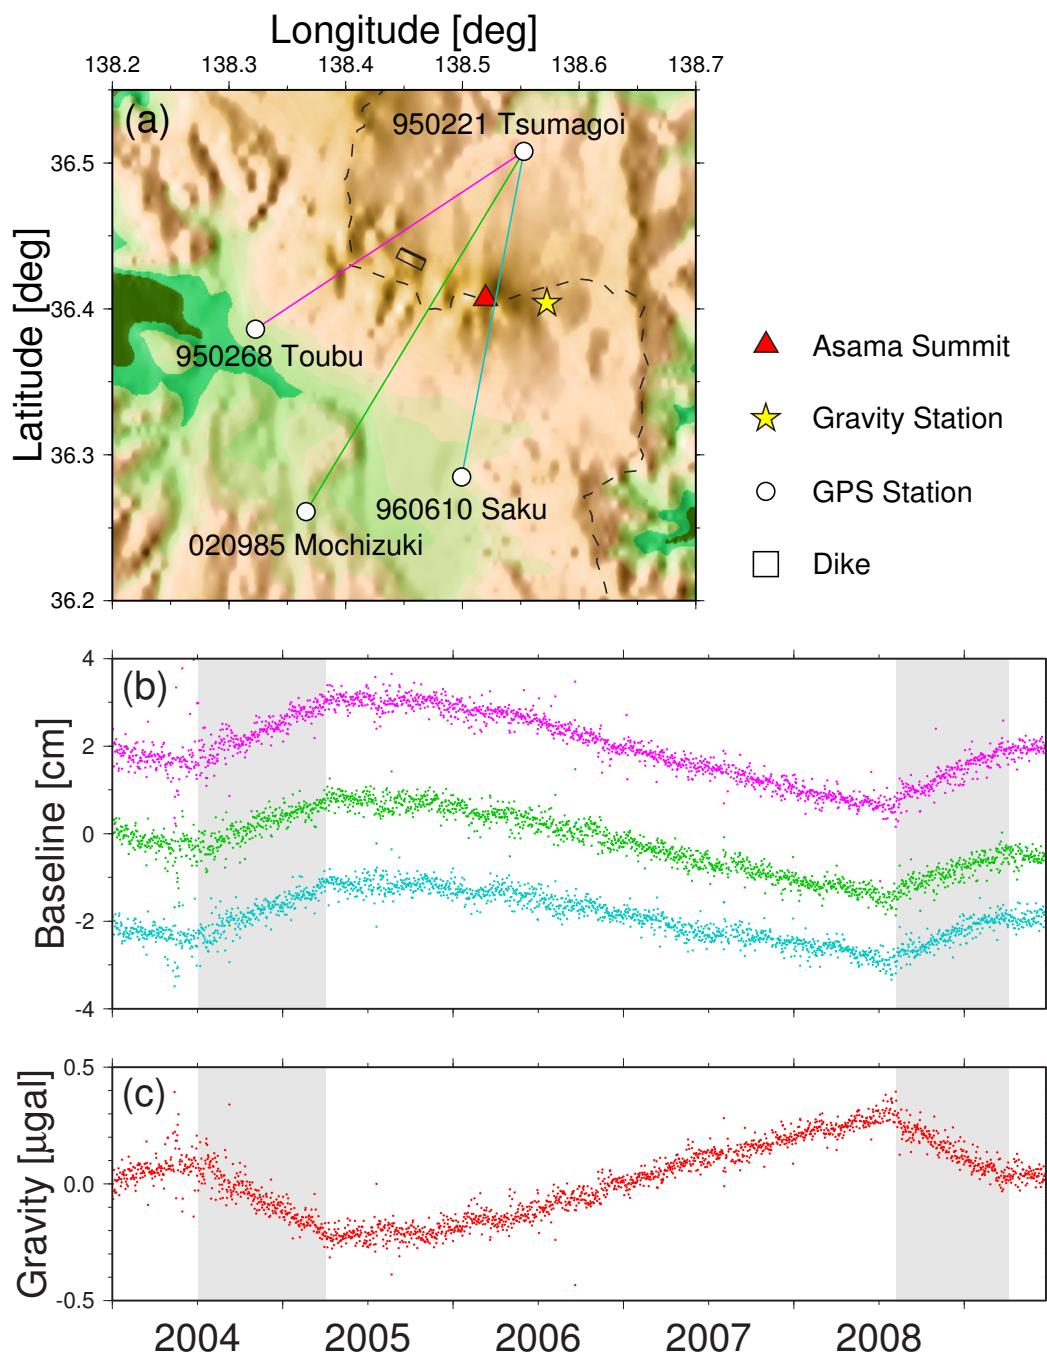 Longitude [deg]
138.2 138.3 138.4 138.5 138.6 138.7
(a)
950221 Tsumagoi
36.5
Latitude [deg]
36.4
950268 Toubu
36.3
960610 Saku
020985 Mochizuki
36.2
Asama Summit
Gravity Station
GPS Station
Dike
4
(b)
2
Baseline [cm]
0
-2
-4
0.5
(c)
Gravity [µgal]
0.0
-0.5
2004 2005 2006 2007 2008